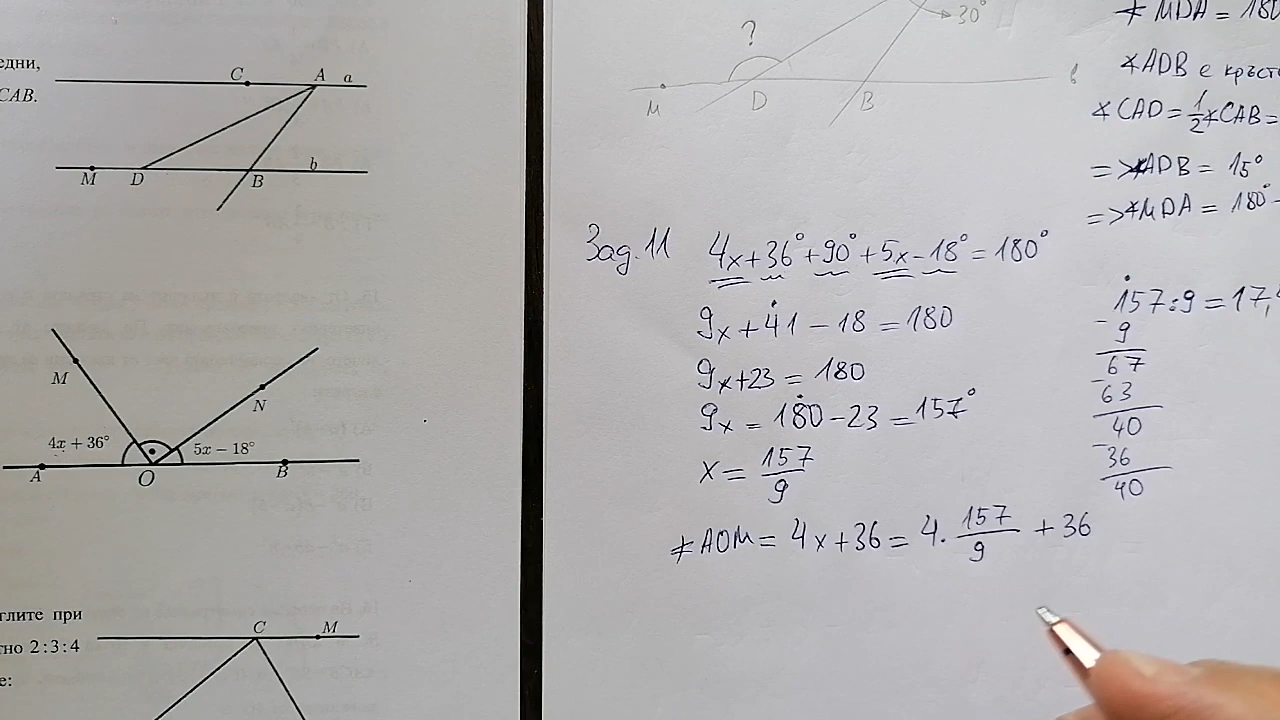 едни,
CAB.
C A a
M D B b
M N
4x + 36° 5x − 18°
A O B
глите при
тно 2:3:4
е:
C M
30°
?
M D B b
∢ MDA = 180
∢ADB е кръсто
∢ CAD = 1/2 ∢CAB =
=> ∢ADB = 15°
=> ∢MDA = 180° -
Зад. 11 4x + 36° + 90° + 5x - 18° = 180°
9x + 41 - 18 = 180
9x + 23 = 180
9x = 180 - 23 = 157°
x = 157/9
∢AOM = 4x + 36 = 4. 157/9 + 36
157:9 = 17,
- 9
67
- 63
40
- 36
40